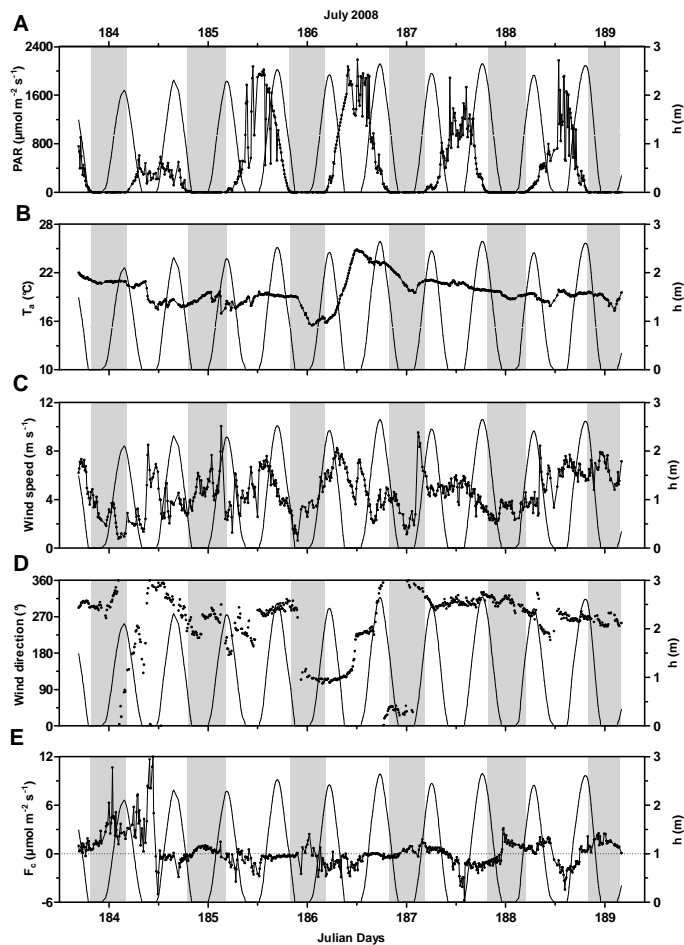 July 2008
A
184 185 186 187 188 189
2400 3
1600 2
800 1
0 0
PAR (µmol m⁻² s⁻¹)
h (m)
B
28 3
22 2
16 1
10 0
Tₐ (ºC)
h (m)
C
12 3
8 2
4 1
0 0
Wind speed (m s⁻¹)
h (m)
D
360 3
270 2
180
90 1
0 0
Wind direction (º)
h (m)
E
12 3
6 2
0 1
-6 0
F꜀ (µmol m⁻² s⁻¹)
h (m)
184 185 186 187 188 189
Julian Days